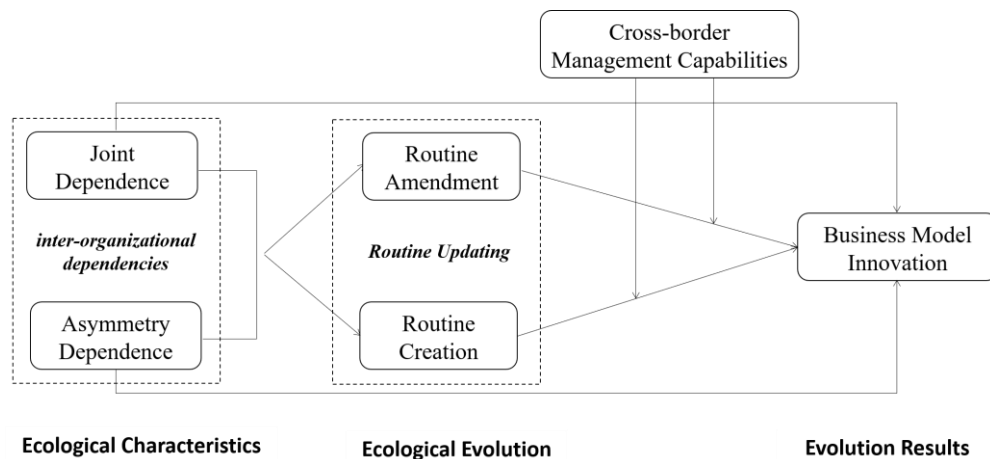 Cross-border
Management Capabilities
Joint
Dependence
inter-organizational
dependencies
Asymmetry
Dependence
Routine
Amendment
Routine Updating
Routine
Creation
Business Model
Innovation
Ecological Characteristics
Ecological Evolution
Evolution Results